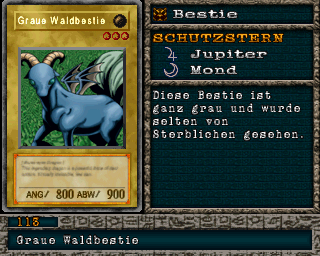 Graue Waldbestie
ANG/ 800 ABW/ 900
Bestie
SCHUTZSTERN
Jupiter
Mond
Diese Bestie ist
ganz grau und wurde
selten von
Sterblichen gesehen.
113
Graue Waldbestie